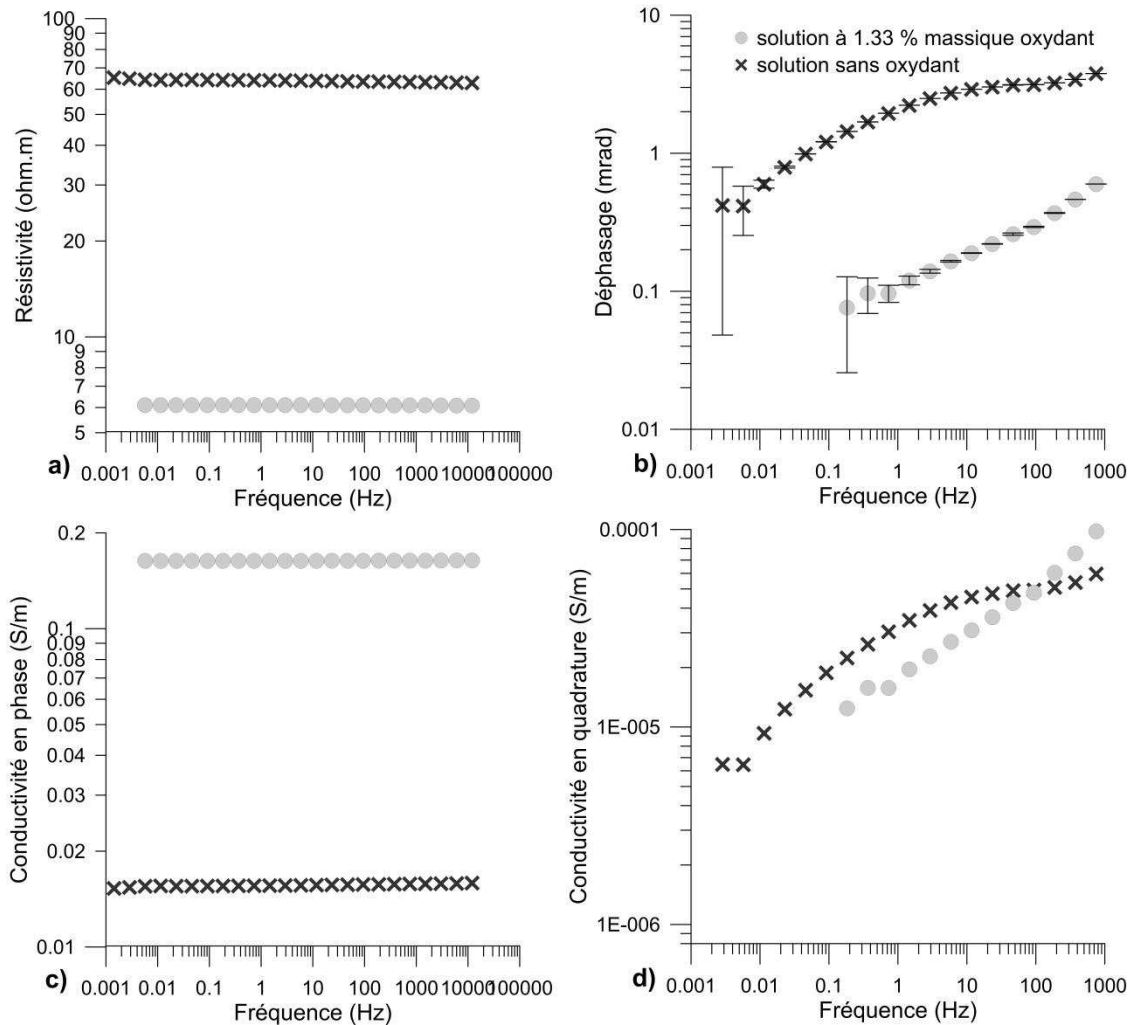 100
90
80
70
60
50
40
30
20
10
9
8
7
6
5
Résistivité (ohm.m)
0.001 0.01 0.1 1 10 100 1000 10000 100000
a)
Fréquence (Hz)
10
1
0.1
0.01
Déphasage (mrad)
solution à 1.33 % massique oxydant
solution sans oxydant
0.001 0.01 0.1 1 10 100 1000
b)
Fréquence (Hz)
0.2
0.1
0.09
0.08
0.07
0.06
0.05
0.04
0.03
0.02
0.01
Conductivité en phase (S/m)
0.001 0.01 0.1 1 10 100 1000 10000 100000
c)
Fréquence (Hz)
0.0001
1E-005
1E-006
Conductivité en quadrature (S/m)
0.001 0.01 0.1 1 10 100 1000
d)
Fréquence (Hz)